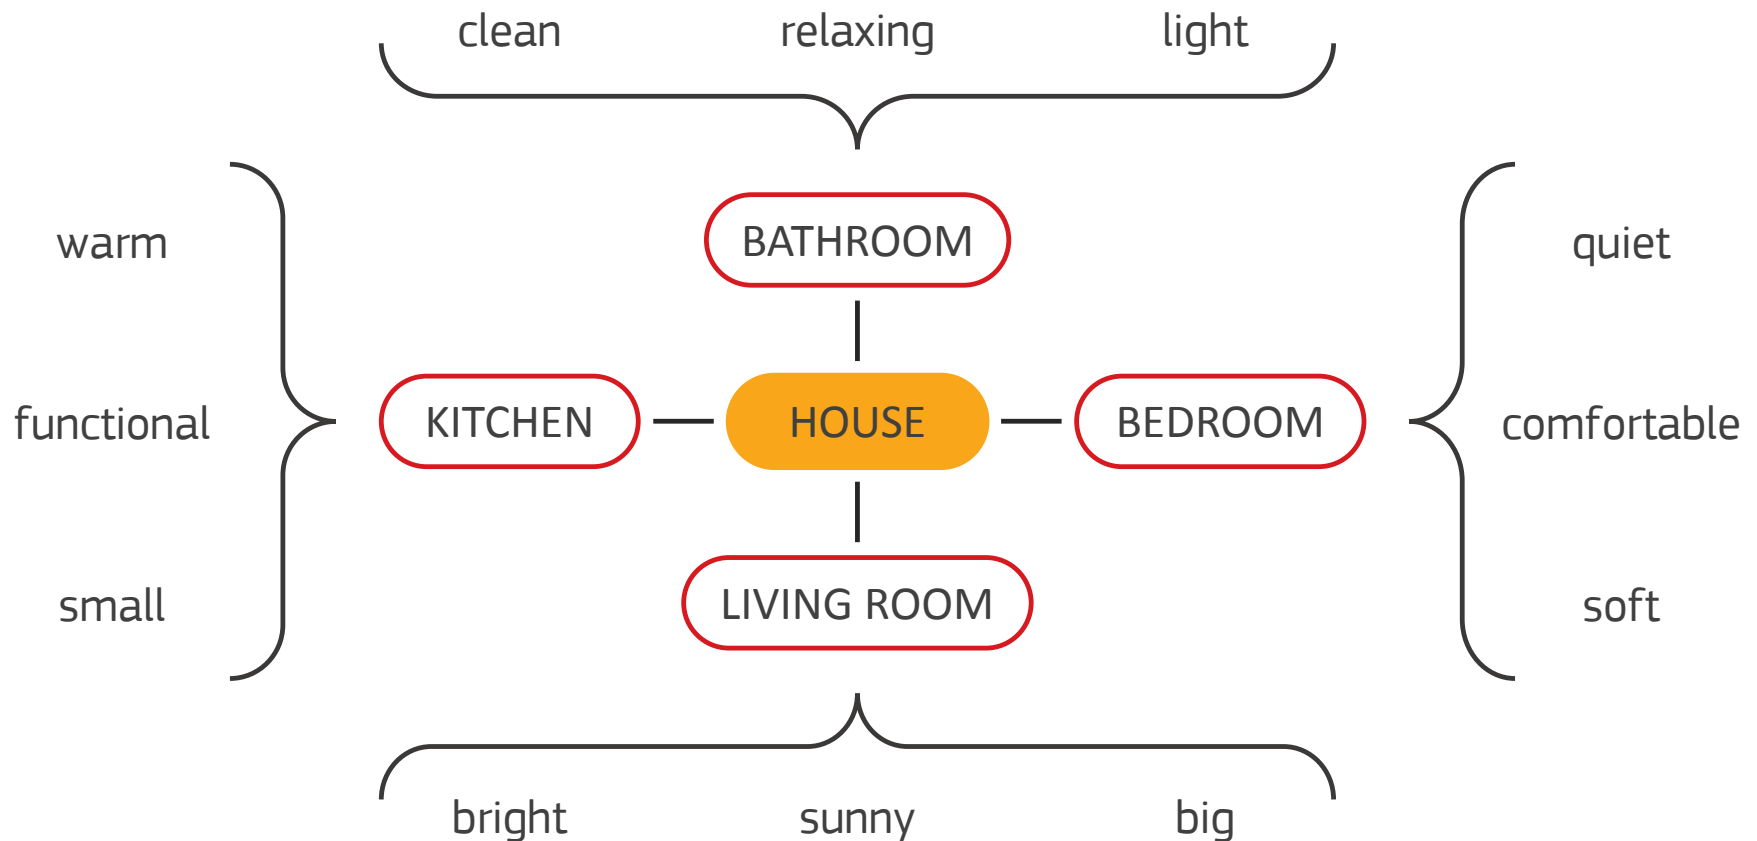 clean relaxing light
warm BATHROOM quiet
functional KITCHEN HOUSE BEDROOM comfortable
small LIVING ROOM soft
bright sunny big